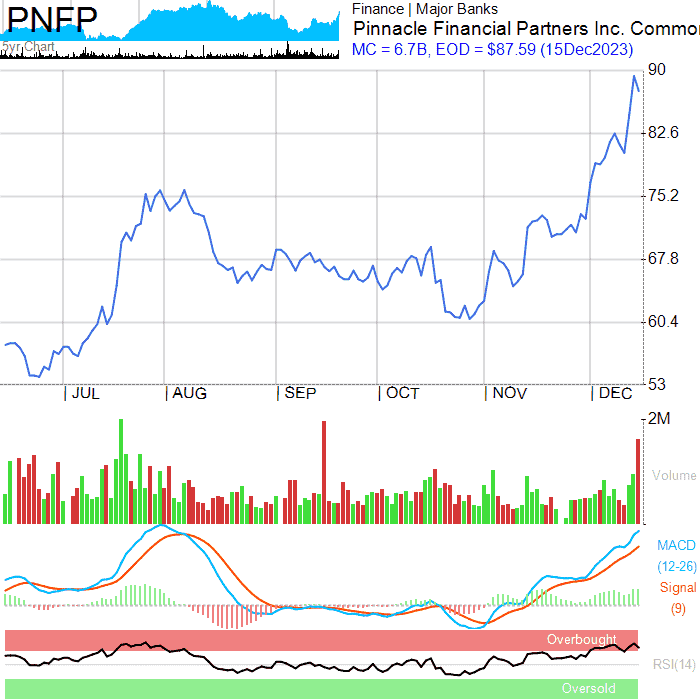 PNFP
5yr Chart
Finance | Major Banks
Pinnacle Financial Partners Inc. Commo
MC = 6.7B, EOD = $87.59 (15Dec2023)
90
82.6
75.2
67.8
60.4
53
| JUL | AUG | SEP | OCT | NOV | DEC
2M
Volume
MACD
(12-26)
Signal
(9)
Overbought
RSI(14)
Oversold